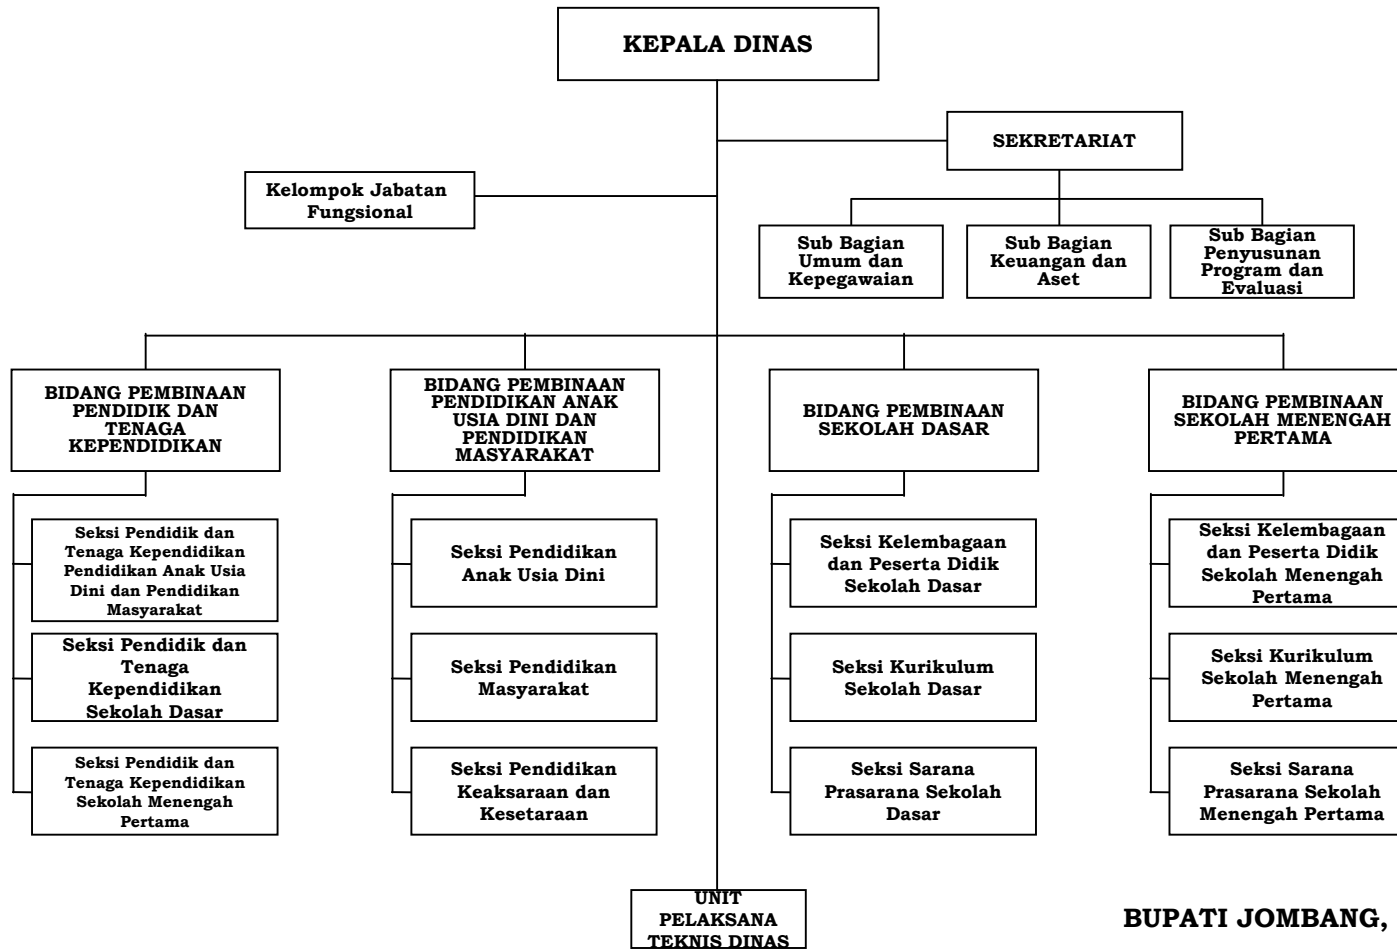 KEPALA DINAS
SEKRETARIAT
Kelompok Jabatan
Fungsional
Sub Bagian
Umum dan
Kepegawaian
Sub Bagian
Keuangan dan
Aset
Sub Bagian
Penyusunan
Program dan
Evaluasi
BIDANG PEMBINAAN
PENDIDIK DAN
TENAGA
KEPENDIDIKAN
BIDANG PEMBINAAN
PENDIDIKAN ANAK
USIA DINI DAN
PENDIDIKAN
MASYARAKAT
BIDANG PEMBINAAN
SEKOLAH DASAR
BIDANG PEMBINAAN
SEKOLAH MENENGAH
PERTAMA
Seksi Pendidik dan
Tenaga Kependidikan
Pendidikan Anak Usia
Dini dan Pendidikan
Masyarakat
Seksi Pendidik dan
Tenaga
Kependidikan
Sekolah Dasar
Seksi Pendidik dan
Tenaga Kependidikan
Sekolah Menengah
Pertama
Seksi Pendidikan
Anak Usia Dini
Seksi Pendidikan
Masyarakat
Seksi Pendidikan
Keaksaraan dan
Kesetaraan
Seksi Kelembagaan
dan Peserta Didik
Sekolah Dasar
Seksi Kurikulum
Sekolah Dasar
Seksi Sarana
Prasarana Sekolah
Dasar
Seksi Kelembagaan
dan Peserta Didik
Sekolah Menengah
Pertama
Seksi Kurikulum
Sekolah Menengah
Pertama
Seksi Sarana
Prasarana Sekolah
Menengah Pertama
UNIT
PELAKSANA
TEKNIS DINAS
BUPATI JOMBANG,